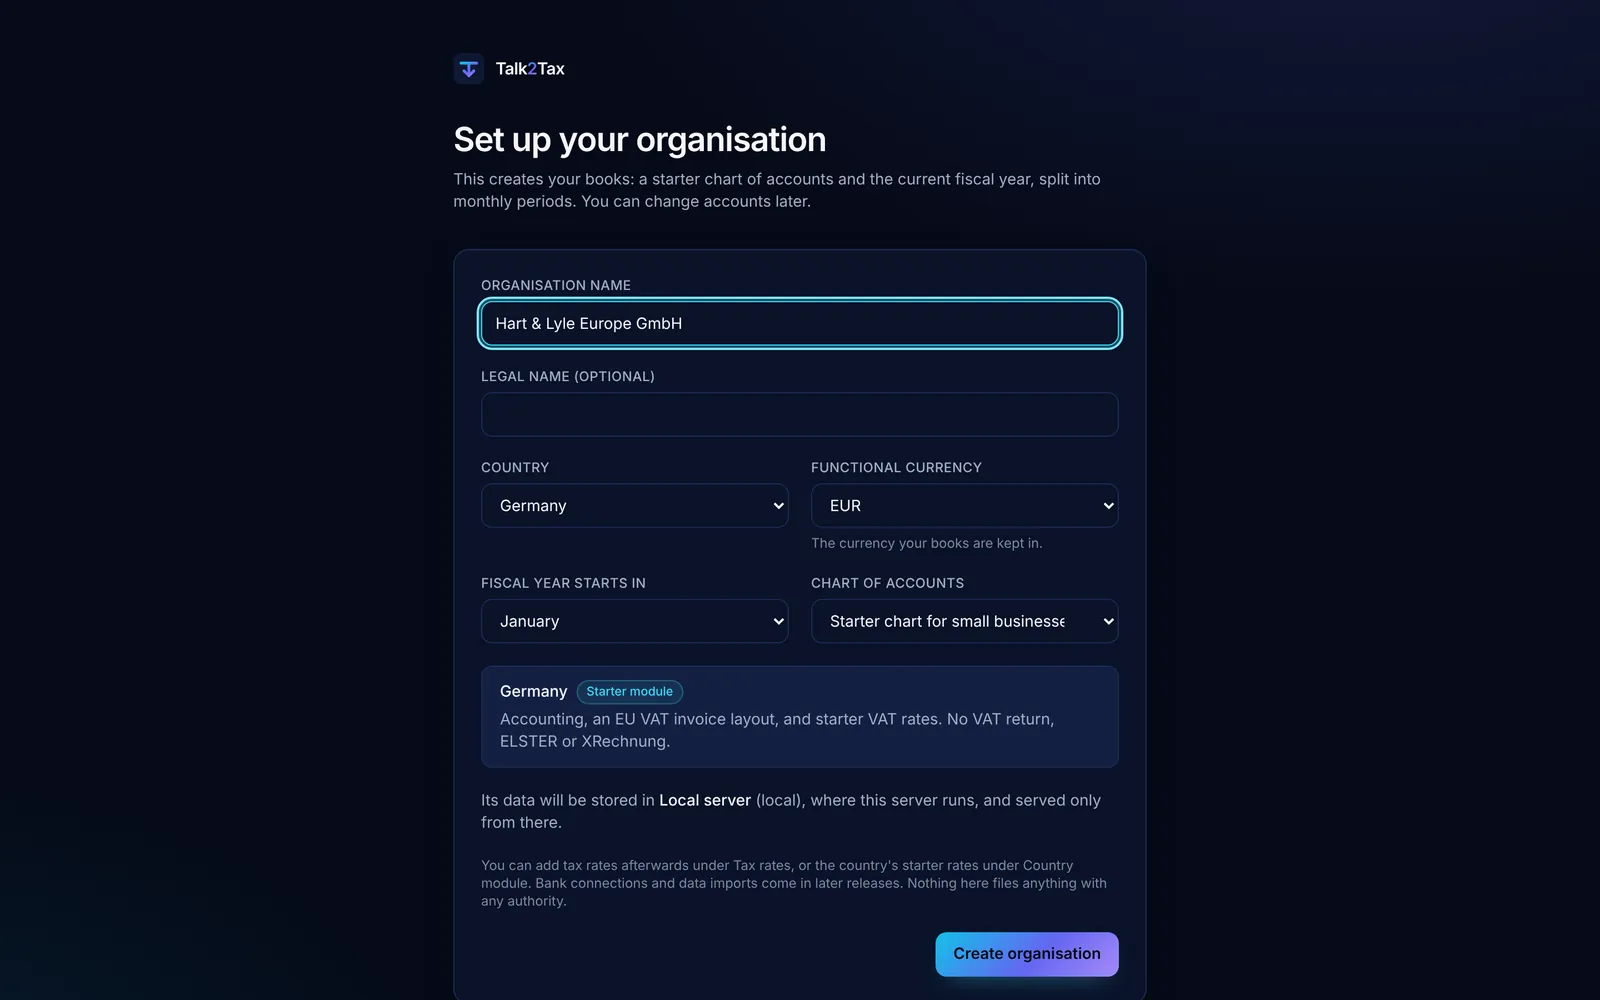 Talk2Tax
Set up your organisation
This creates your books: a starter chart of accounts and the current fiscal year, split into
monthly periods. You can change accounts later.
ORGANISATION NAME
Hart & Lyle Europe GmbH
LEGAL NAME (OPTIONAL)
COUNTRY
FUNCTIONAL CURRENCY
Germany
EUR
The currency your books are kept in.
FISCAL YEAR STARTS IN
CHART OF ACCOUNTS
January
Starter chart for small businesse
Germany Starter module
Accounting, an EU VAT invoice layout, and starter VAT rates. No VAT return,
ELSTER or XRechnung.
Its data will be stored in Local server (local), where this server runs, and served only
from there.
You can add tax rates afterwards under Tax rates, or the country's starter rates under Country
module. Bank connections and data imports come in later releases. Nothing here files anything with
any authority.
Create organisation